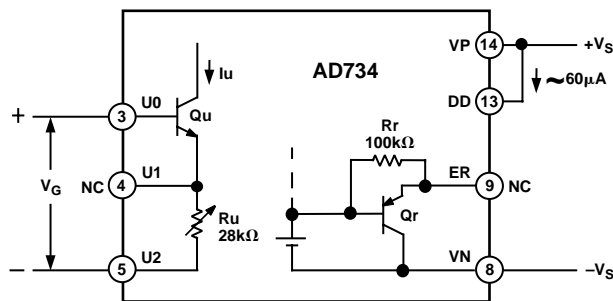 AD734
VP 14 +VS
Iu
≈60µA
DD 13
+ 3 U0 Qu
Rr
100kΩ
VG
NC 4 U1
ER 9 NC
Ru
28kΩ
Qr
– 5 U2
VN 8 –VS